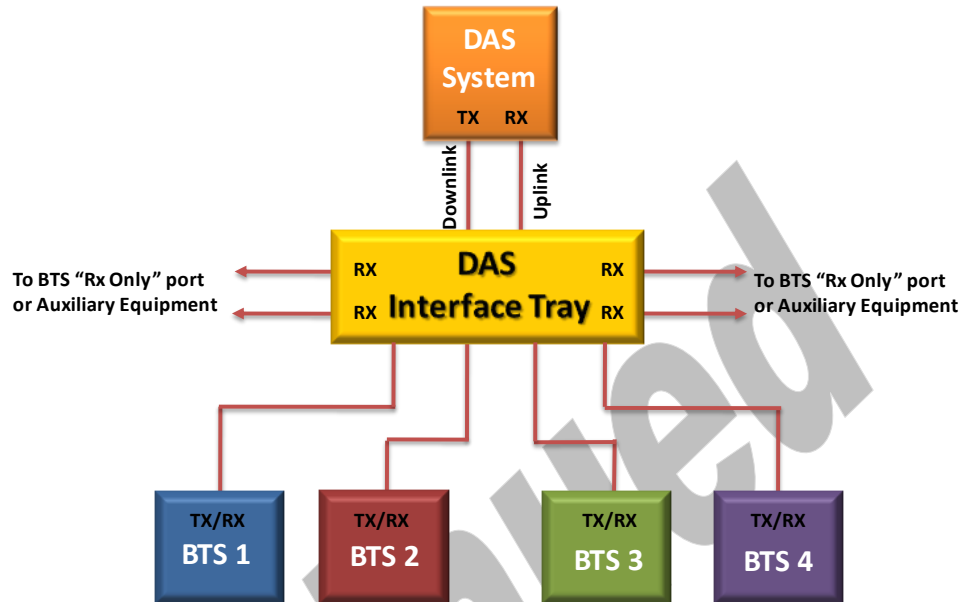 DAS
System
TX RX
Downlink
Uplink
RX DAS RX
RX Interface Tray RX
To BTS “Rx Only” port
or Auxiliary Equipment
To BTS “Rx Only” port
or Auxiliary Equipment
TX/RX
BTS 1
TX/RX
BTS 2
TX/RX
BTS 3
TX/RX
BTS 4